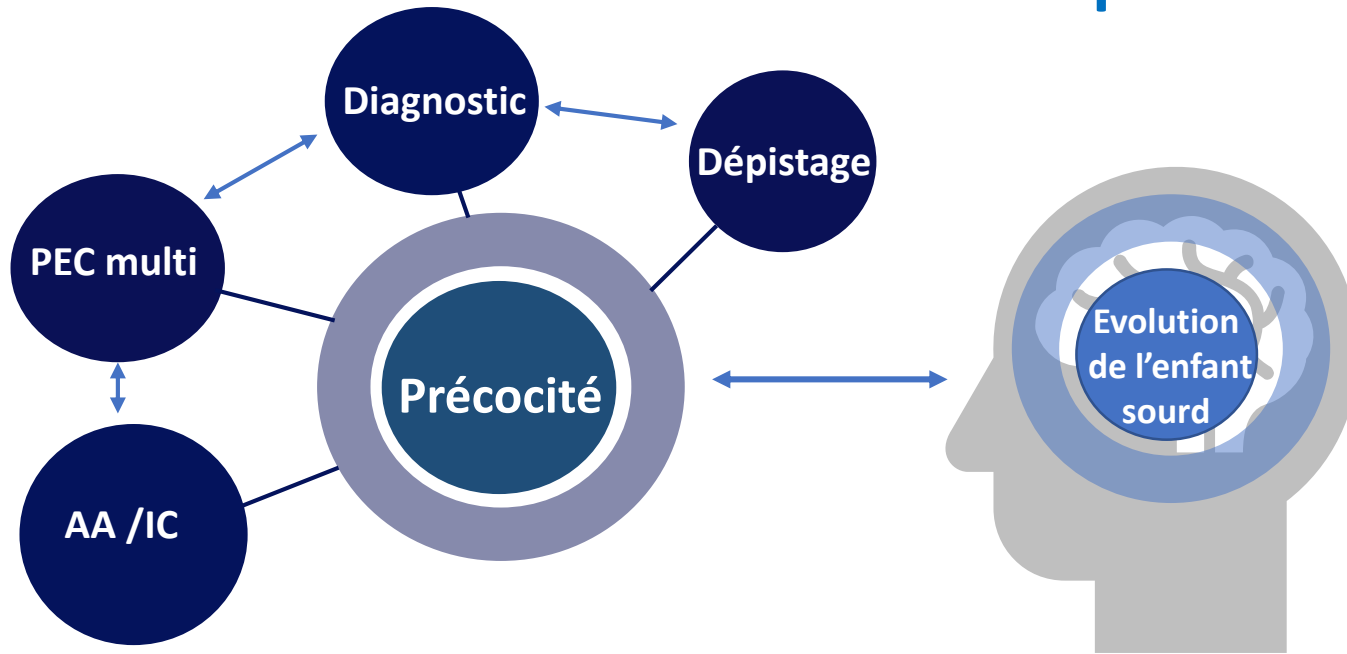 Diagnostic
Dépistage
PEC multi
Précocité
AA /IC
Evolution
de l'enfant
sourd